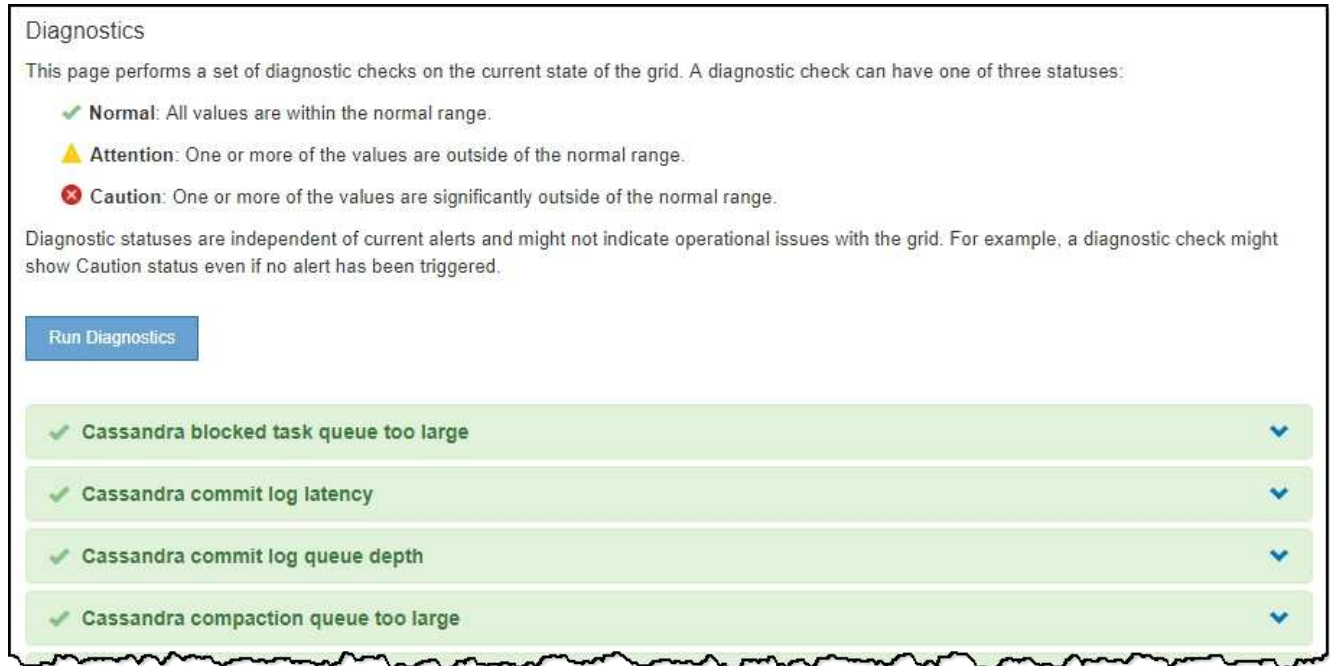 Diagnostics
This page performs a set of diagnostic checks on the current state of the grid. A diagnostic check can have one of three statuses:
Normal: All values are within the normal range.
Attention: One or more of the values are outside of the normal range.
Caution: One or more of the values are significantly outside of the normal range.
Diagnostic statuses are independent of current alerts and might not indicate operational issues with the grid. For example, a diagnostic check might
show Caution status even if no alert has been triggered.
Run Diagnostics
Cassandra blocked task queue too large
Cassandra commit log latency
Cassandra commit log queue depth
Cassandra compaction queue too large